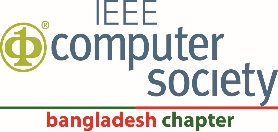 IEEE
computer
society
®
bangladesh chapter